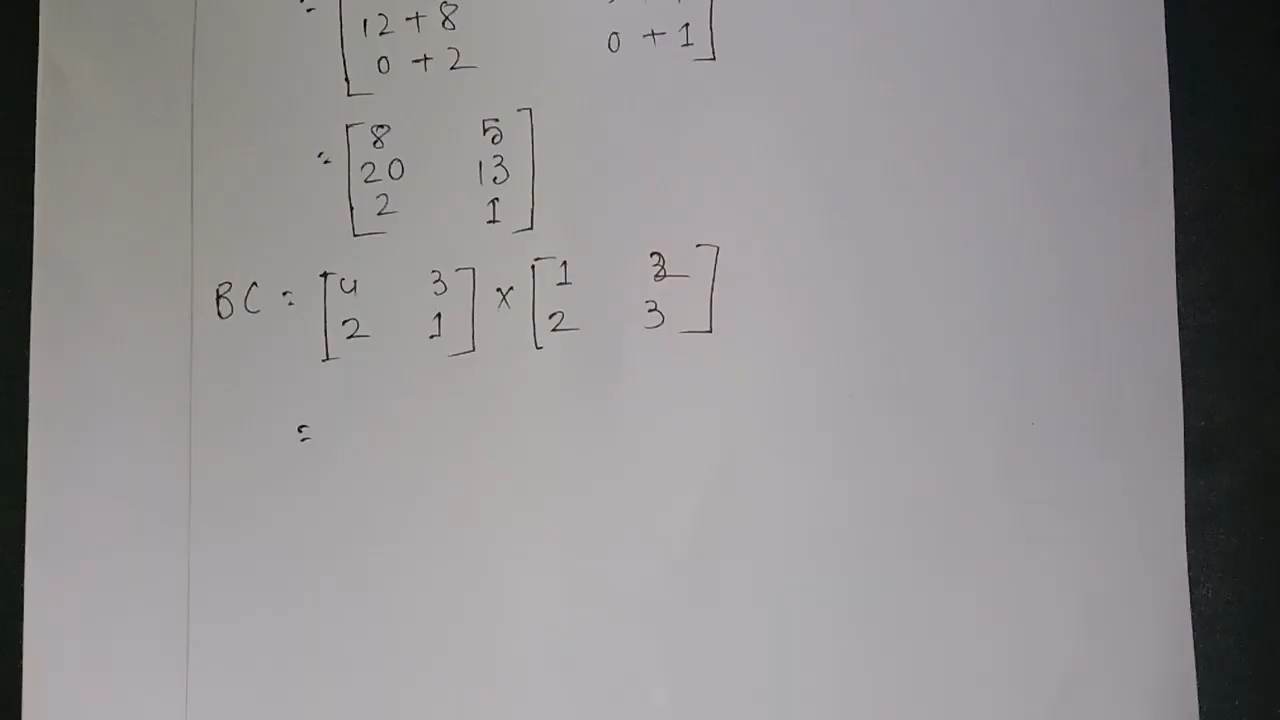 = [ 12 + 8
0 + 2 0 + 1 ]
= [ 8 5
20 13
2 1 ]
BC = [ 4 3 ] × [ 1 ]
2 1 2 3
=